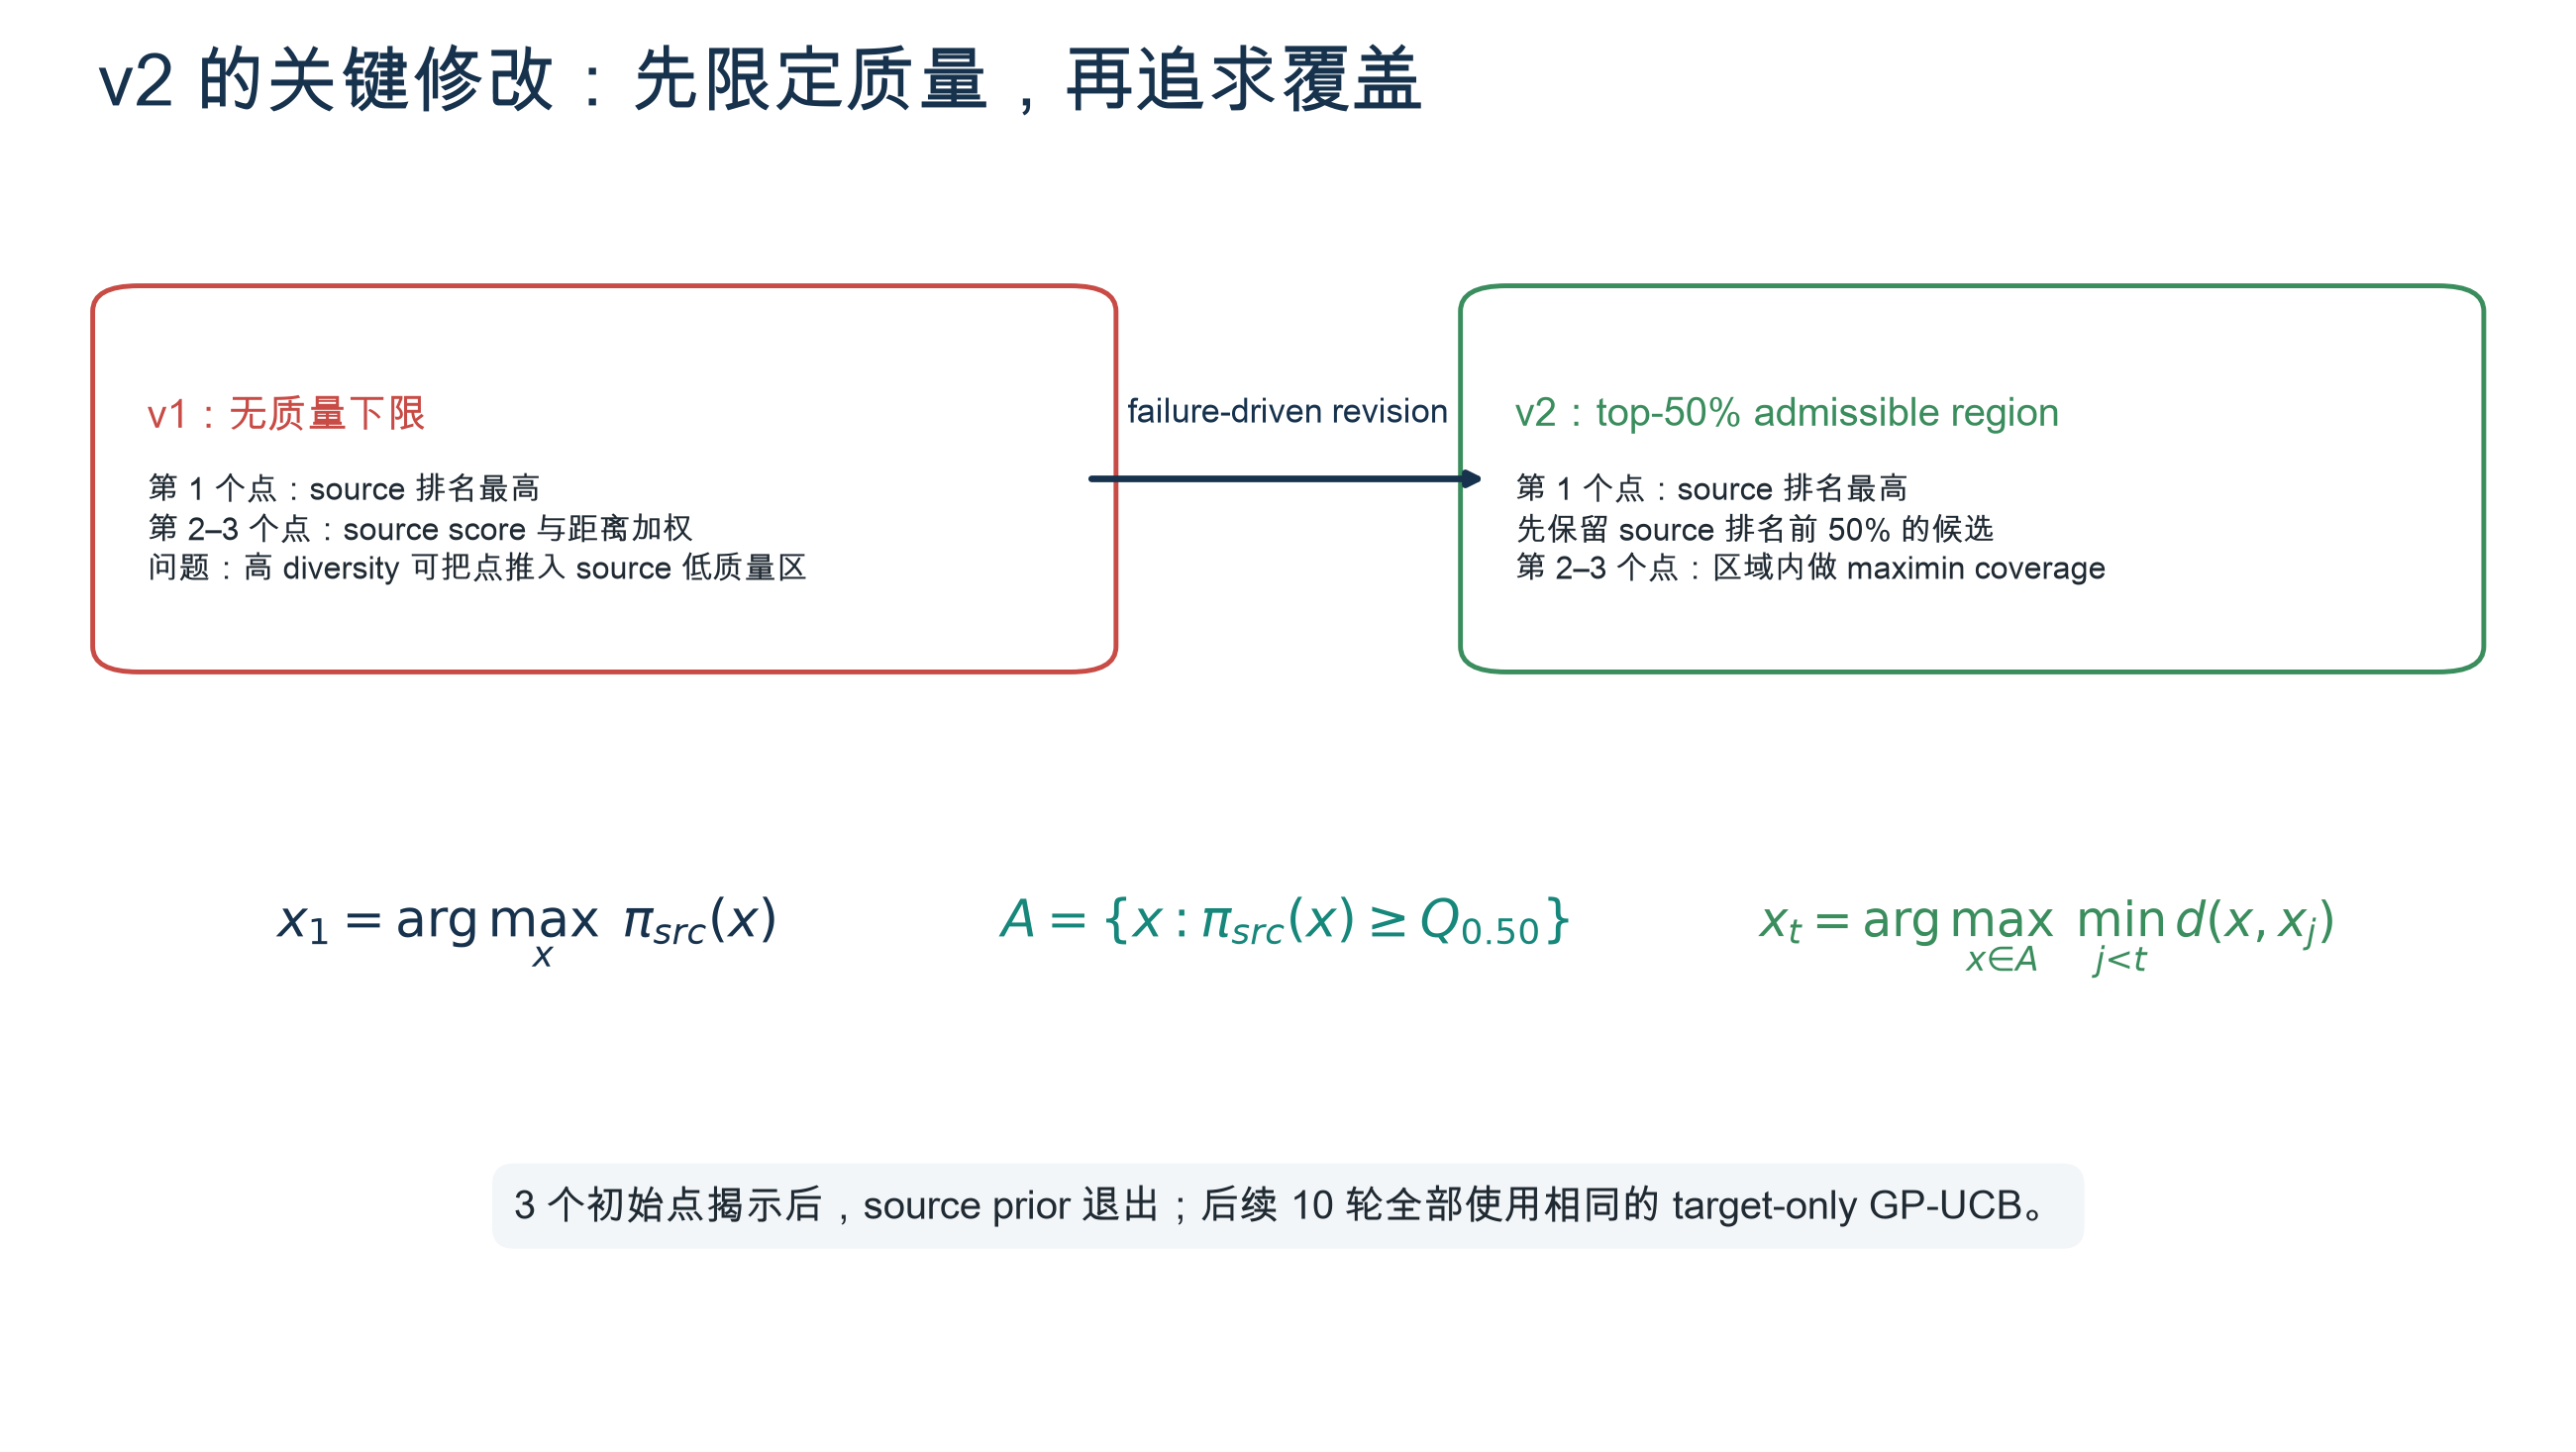 v2 的关键修改：先限定质量，再追求覆盖
v1：无质量下限
第 1 个点：source 排名最高
第 2–3 个点：source score 与距离加权
问题：高 diversity 可把点推入 source 低质量区
failure-driven revision
v2：top-50% admissible region
第 1 个点：source 排名最高
先保留 source 排名前 50% 的候选
第 2–3 个点：区域内做 maximin coverage
x₁ = arg max_x π_src(x)
A = {x : π_src(x) ≥ Q_0.50}
x_t = arg max_{x∈A} min_{j<t} d(x, x_j)
3 个初始点揭示后，source prior 退出；后续 10 轮全部使用相同的 target-only GP-UCB。